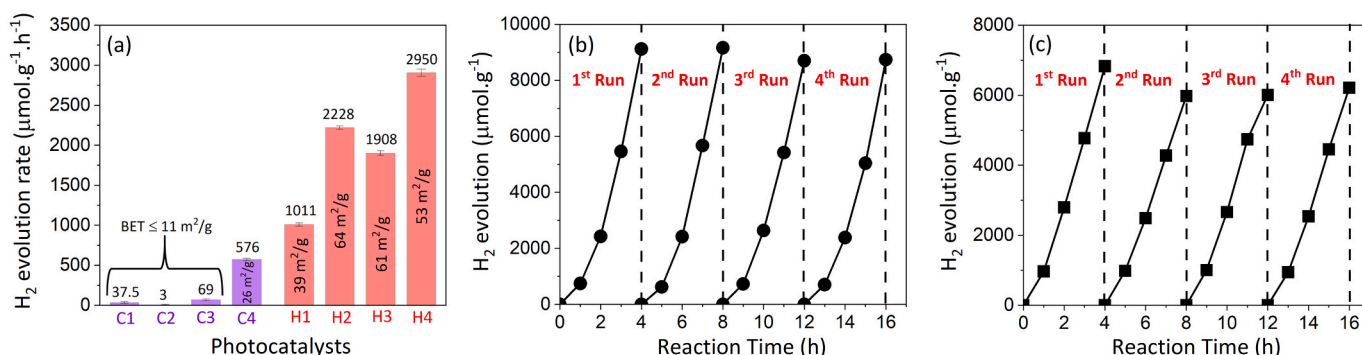 (a)
H₂ evolution rate (μmol.g⁻¹.h⁻¹)
3500
3000
2500
2000
1500
1000
500
0
BET ≤ 11 m²/g
37.5
3
69
576
26 m²/g
1011
39 m²/g
2228
64 m²/g
1908
61 m²/g
2950
53 m²/g
C1 C2 C3 C4 H1 H2 H3 H4
Photocatalysts
(b)
H₂ evolution (μmol.g⁻¹)
10000
8000
6000
4000
2000
0
1ˢᵗ Run 2ⁿᵈ Run 3ʳᵈ Run 4ᵗʰ Run
0 2 4 6 8 10 12 14 16
Reaction Time (h)
(c)
H₂ evolution (μmol.g⁻¹)
8000
6000
4000
2000
0
1ˢᵗ Run 2ⁿᵈ Run 3ʳᵈ Run 4ᵗʰ Run
0 2 4 6 8 10 12 14 16
Reaction Time (h)